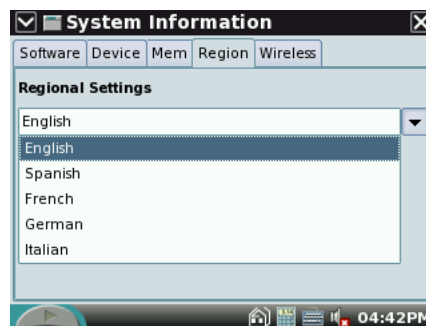 System Information
Software Device Mem Region Wireless
Regional Settings
English
English
Spanish
French
German
Italian
04:42PM